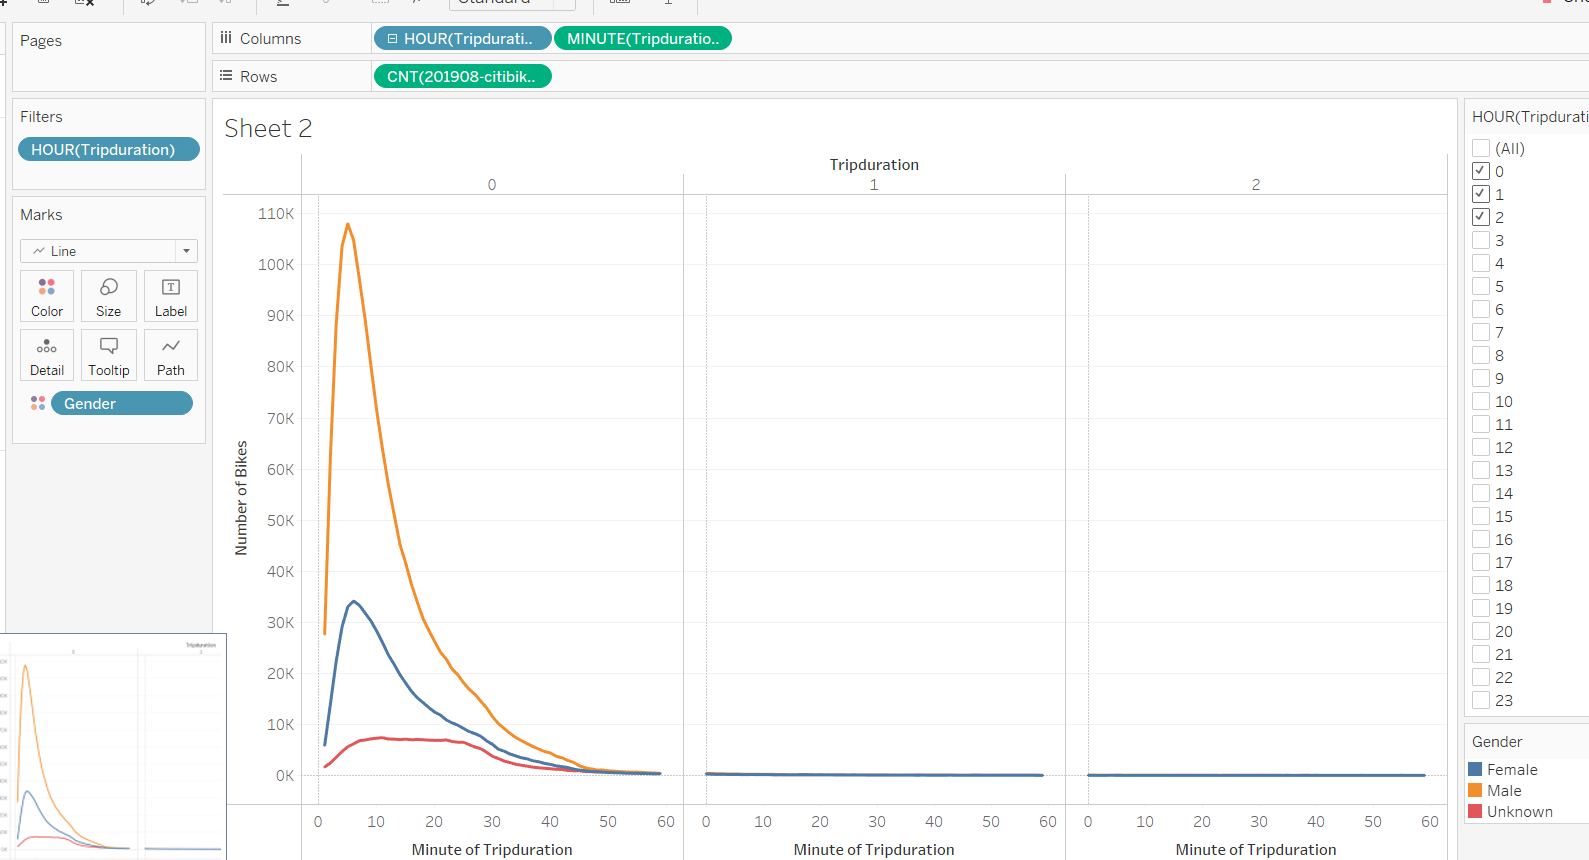 Standard
Pages
Columns
HOUR(Tripdurati..
MINUTE(Tripduratio..
Rows
CNT(201908-citibik..
Filters
HOUR(Tripduration)
Marks
Line
Color
Size
Label
Detail
Tooltip
Path
Gender
Sheet 2
Tripduration
0
1
2
110K
100K
90K
80K
70K
60K
50K
40K
30K
20K
10K
0K
Number of Bikes
0 10 20 30 40 50 60
0 10 20 30 40 50 60
0 10 20 30 40 50 60
Minute of Tripduration
Minute of Tripduration
Minute of Tripduration
HOUR(Tripdurati
(All)
0
1
2
3
4
5
6
7
8
9
10
11
12
13
14
15
16
17
18
19
20
21
22
23
Gender
Female
Male
Unknown
Tripduration